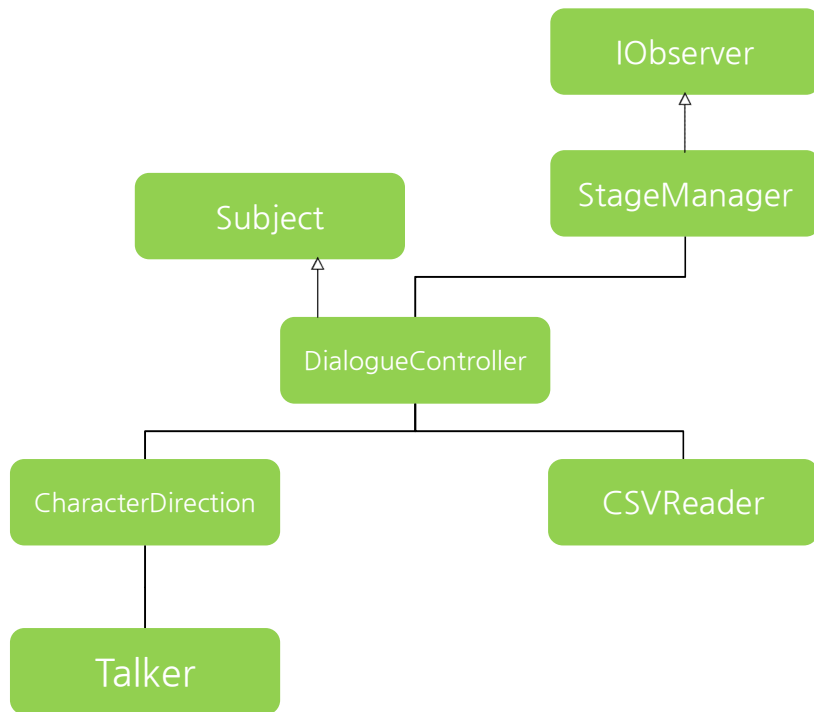 IObserver
StageManager
Subject
DialogueController
CharacterDirection
CSVReader
Talker